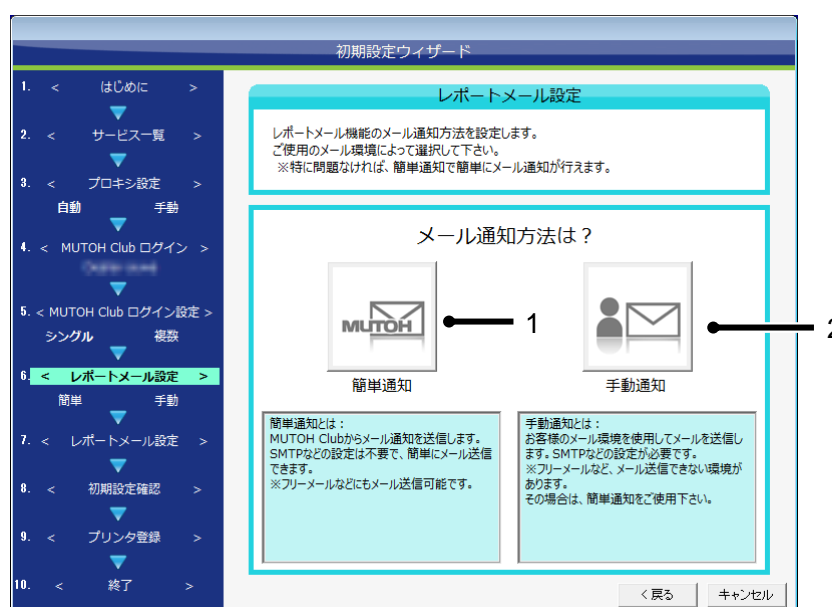 初期設定ウィザード
1. < はじめに >
2. < サービス一覧 >
3. < プロキシ設定 >
自動 手動
4. < MUTOH Club ログイン >
5. < MUTOH Club ログイン設定 >
シングル 複数
6. < レポートメール設定 >
簡単 手動
7. < レポートメール設定 >
8. < 初期設定確認 >
9. < プリンタ登録 >
10. < 終了 >
レポートメール設定
レポートメール機能のメール通知方法を設定します。
ご使用のメール環境によって選択して下さい。
※特に問題なければ、簡単通知で簡単にメール通知が行えます。
メール通知方法は？
MUTOH
1
2
簡単通知
手動通知
簡単通知とは：
MUTOH Clubからメール通知を送信します。
SMTPなどの設定は不要で、簡単にメール送信
できます。
※フリーメールなどにもメール送信可能です。
手動通知とは：
お客様のメール環境を使用してメールを送信し
ます。SMTPなどの設定が必要です。
※フリーメールなど、メール送信できない環境が
あります。
その場合は、簡単通知をご使用下さい。
<戻る
キャンセル